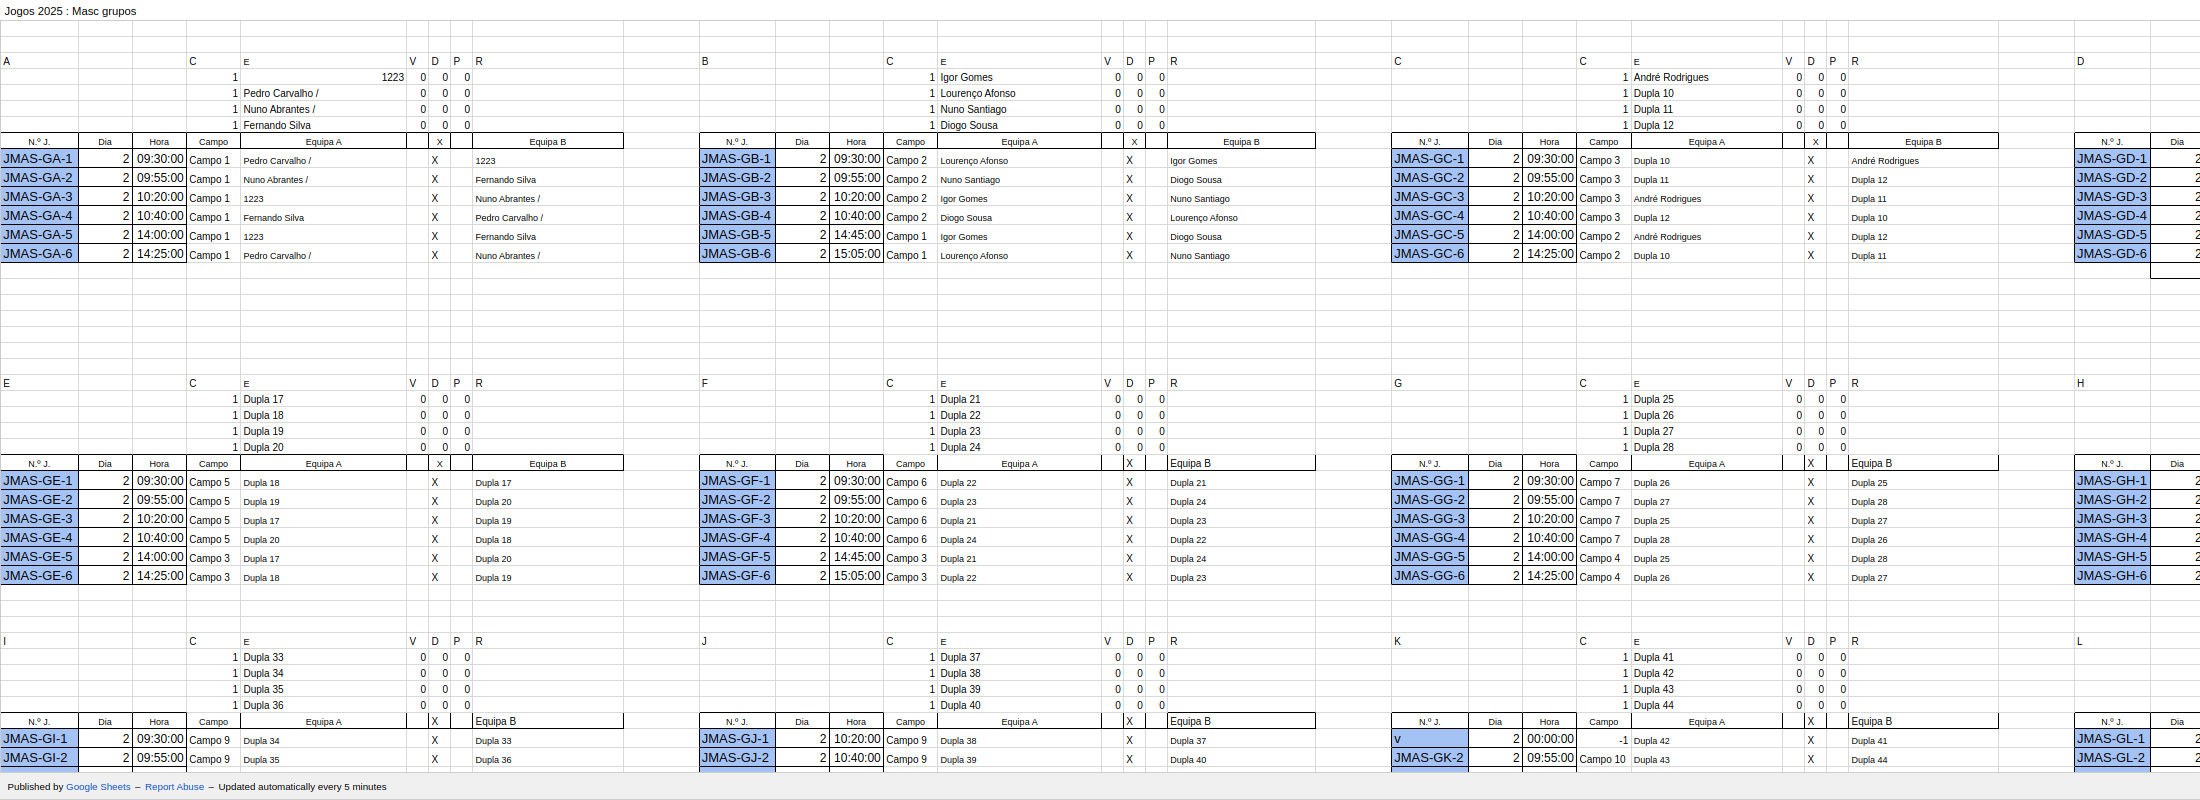 Jogos 2025 : Masc grupos
A C E V D P R B C E V D P R C C E V D P R D
1 1223 0 0 0 1 Igor Gomes 0 0 0 1 André Rodrigues 0 0 0
1 Pedro Carvalho / 0 0 0 1 Lourenço Afonso 0 0 0 1 Dupla 10 0 0 0
1 Nuno Abrantes / 0 0 0 1 Nuno Santiago 0 0 0 1 Dupla 11 0 0 0
1 Fernando Silva 0 0 0 1 Diogo Sousa 0 0 0 1 Dupla 12 0 0 0
N.º J. Dia Hora Campo Equipa A X Equipa B N.º J. Dia Hora Campo Equipa A X Equipa B N.º J. Dia Hora Campo Equipa A X Equipa B N.º J. Dia
JMAS-GA-1 2 09:30:00 Campo 1 Pedro Carvalho / X 1223 JMAS-GB-1 2 09:30:00 Campo 2 Lourenço Afonso X Igor Gomes JMAS-GC-1 2 09:30:00 Campo 3 Dupla 10 X André Rodrigues JMAS-GD-1 2
JMAS-GA-2 2 09:55:00 Campo 1 Nuno Abrantes / X Fernando Silva JMAS-GB-2 2 09:55:00 Campo 2 Nuno Santiago X Diogo Sousa JMAS-GC-2 2 09:55:00 Campo 3 Dupla 11 X Dupla 12 JMAS-GD-2 2
JMAS-GA-3 2 10:20:00 Campo 1 1223 X Nuno Abrantes / JMAS-GB-3 2 10:20:00 Campo 2 Igor Gomes X Nuno Santiago JMAS-GC-3 2 10:20:00 Campo 3 André Rodrigues X Dupla 11 JMAS-GD-3 2
JMAS-GA-4 2 10:40:00 Campo 1 Fernando Silva X Pedro Carvalho / JMAS-GB-4 2 10:40:00 Campo 2 Diogo Sousa X Lourenço Afonso JMAS-GC-4 2 10:40:00 Campo 3 Dupla 12 X Dupla 10 JMAS-GD-4 2
JMAS-GA-5 2 14:00:00 Campo 1 1223 X Fernando Silva JMAS-GB-5 2 14:45:00 Campo 1 Igor Gomes X Diogo Sousa JMAS-GC-5 2 14:00:00 Campo 2 André Rodrigues X Dupla 12 JMAS-GD-5 2
JMAS-GA-6 2 14:25:00 Campo 1 Pedro Carvalho / X Nuno Abrantes / JMAS-GB-6 2 15:05:00 Campo 1 Lourenço Afonso X Nuno Santiago JMAS-GC-6 2 14:25:00 Campo 2 Dupla 10 X Dupla 11 JMAS-GD-6 2
E C E V D P R F C E V D P R G C E V D P R H
1 Dupla 17 0 0 0 1 Dupla 21 0 0 0 1 Dupla 25 0 0 0
1 Dupla 18 0 0 0 1 Dupla 22 0 0 0 1 Dupla 26 0 0 0
1 Dupla 19 0 0 0 1 Dupla 23 0 0 0 1 Dupla 27 0 0 0
1 Dupla 20 0 0 0 1 Dupla 24 0 0 0 1 Dupla 28 0 0 0
N.º J. Dia Hora Campo Equipa A X Equipa B N.º J. Dia Hora Campo Equipa A X Equipa B N.º J. Dia Hora Campo Equipa A X Equipa B N.º J. Dia
JMAS-GE-1 2 09:30:00 Campo 5 Dupla 18 X Dupla 17 JMAS-GF-1 2 09:30:00 Campo 6 Dupla 22 X Dupla 21 JMAS-GG-1 2 09:30:00 Campo 7 Dupla 26 X Dupla 25 JMAS-GH-1 2
JMAS-GE-2 2 09:55:00 Campo 5 Dupla 19 X Dupla 20 JMAS-GF-2 2 09:55:00 Campo 6 Dupla 23 X Dupla 24 JMAS-GG-2 2 09:55:00 Campo 7 Dupla 27 X Dupla 28 JMAS-GH-2 2
JMAS-GE-3 2 10:20:00 Campo 5 Dupla 17 X Dupla 19 JMAS-GF-3 2 10:20:00 Campo 6 Dupla 21 X Dupla 23 JMAS-GG-3 2 10:20:00 Campo 7 Dupla 25 X Dupla 27 JMAS-GH-3 2
JMAS-GE-4 2 10:40:00 Campo 5 Dupla 20 X Dupla 18 JMAS-GF-4 2 10:40:00 Campo 6 Dupla 24 X Dupla 22 JMAS-GG-4 2 10:40:00 Campo 7 Dupla 28 X Dupla 26 JMAS-GH-4 2
JMAS-GE-5 2 14:00:00 Campo 3 Dupla 17 X Dupla 20 JMAS-GF-5 2 14:45:00 Campo 3 Dupla 21 X Dupla 24 JMAS-GG-5 2 14:00:00 Campo 4 Dupla 25 X Dupla 28 JMAS-GH-5 2
JMAS-GE-6 2 14:25:00 Campo 3 Dupla 18 X Dupla 19 JMAS-GF-6 2 15:05:00 Campo 3 Dupla 22 X Dupla 23 JMAS-GG-6 2 14:25:00 Campo 4 Dupla 26 X Dupla 27 JMAS-GH-6 2
I C E V D P R J C E V D P R K C E V D P R L
1 Dupla 33 0 0 0 1 Dupla 37 0 0 0 1 Dupla 41 0 0 0
1 Dupla 34 0 0 0 1 Dupla 38 0 0 0 1 Dupla 42 0 0 0
1 Dupla 35 0 0 0 1 Dupla 39 0 0 0 1 Dupla 43 0 0 0
1 Dupla 36 0 0 0 1 Dupla 40 0 0 0 1 Dupla 44 0 0 0
N.º J. Dia Hora Campo Equipa A X Equipa B N.º J. Dia Hora Campo Equipa A X Equipa B N.º J. Dia Hora Campo Equipa A X Equipa B N.º J. Dia
JMAS-GI-1 2 09:30:00 Campo 9 Dupla 34 X Dupla 33 JMAS-GJ-1 2 10:20:00 Campo 9 Dupla 38 X Dupla 37 v 2 00:00:00 -1 Dupla 42 X Dupla 41 JMAS-GL-1 2
JMAS-GI-2 2 09:55:00 Campo 9 Dupla 35 X Dupla 36 JMAS-GJ-2 2 10:40:00 Campo 9 Dupla 39 X Dupla 40 JMAS-GK-2 2 09:55:00 Campo 10 Dupla 43 X Dupla 44 JMAS-GL-2 2
Published by Google Sheets – Report Abuse – Updated automatically every 5 minutes